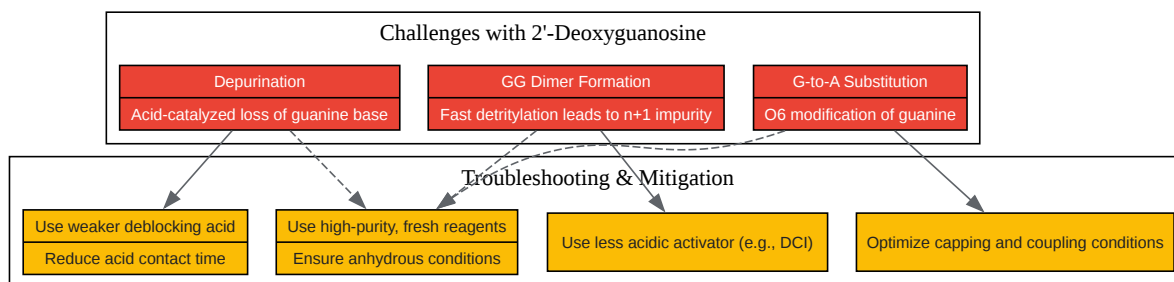 Challenges with 2'-Deoxyguanosine
Depurination
Acid-catalyzed loss of guanine base
GG Dimer Formation
Fast detritylation leads to n+1 impurity
G-to-A Substitution
O6 modification of guanine
Troubleshooting & Mitigation
Use weaker deblocking acid
Reduce acid contact time
Use high-purity, fresh reagents
Ensure anhydrous conditions
Use less acidic activator (e.g., DCI)
Optimize capping and coupling conditions